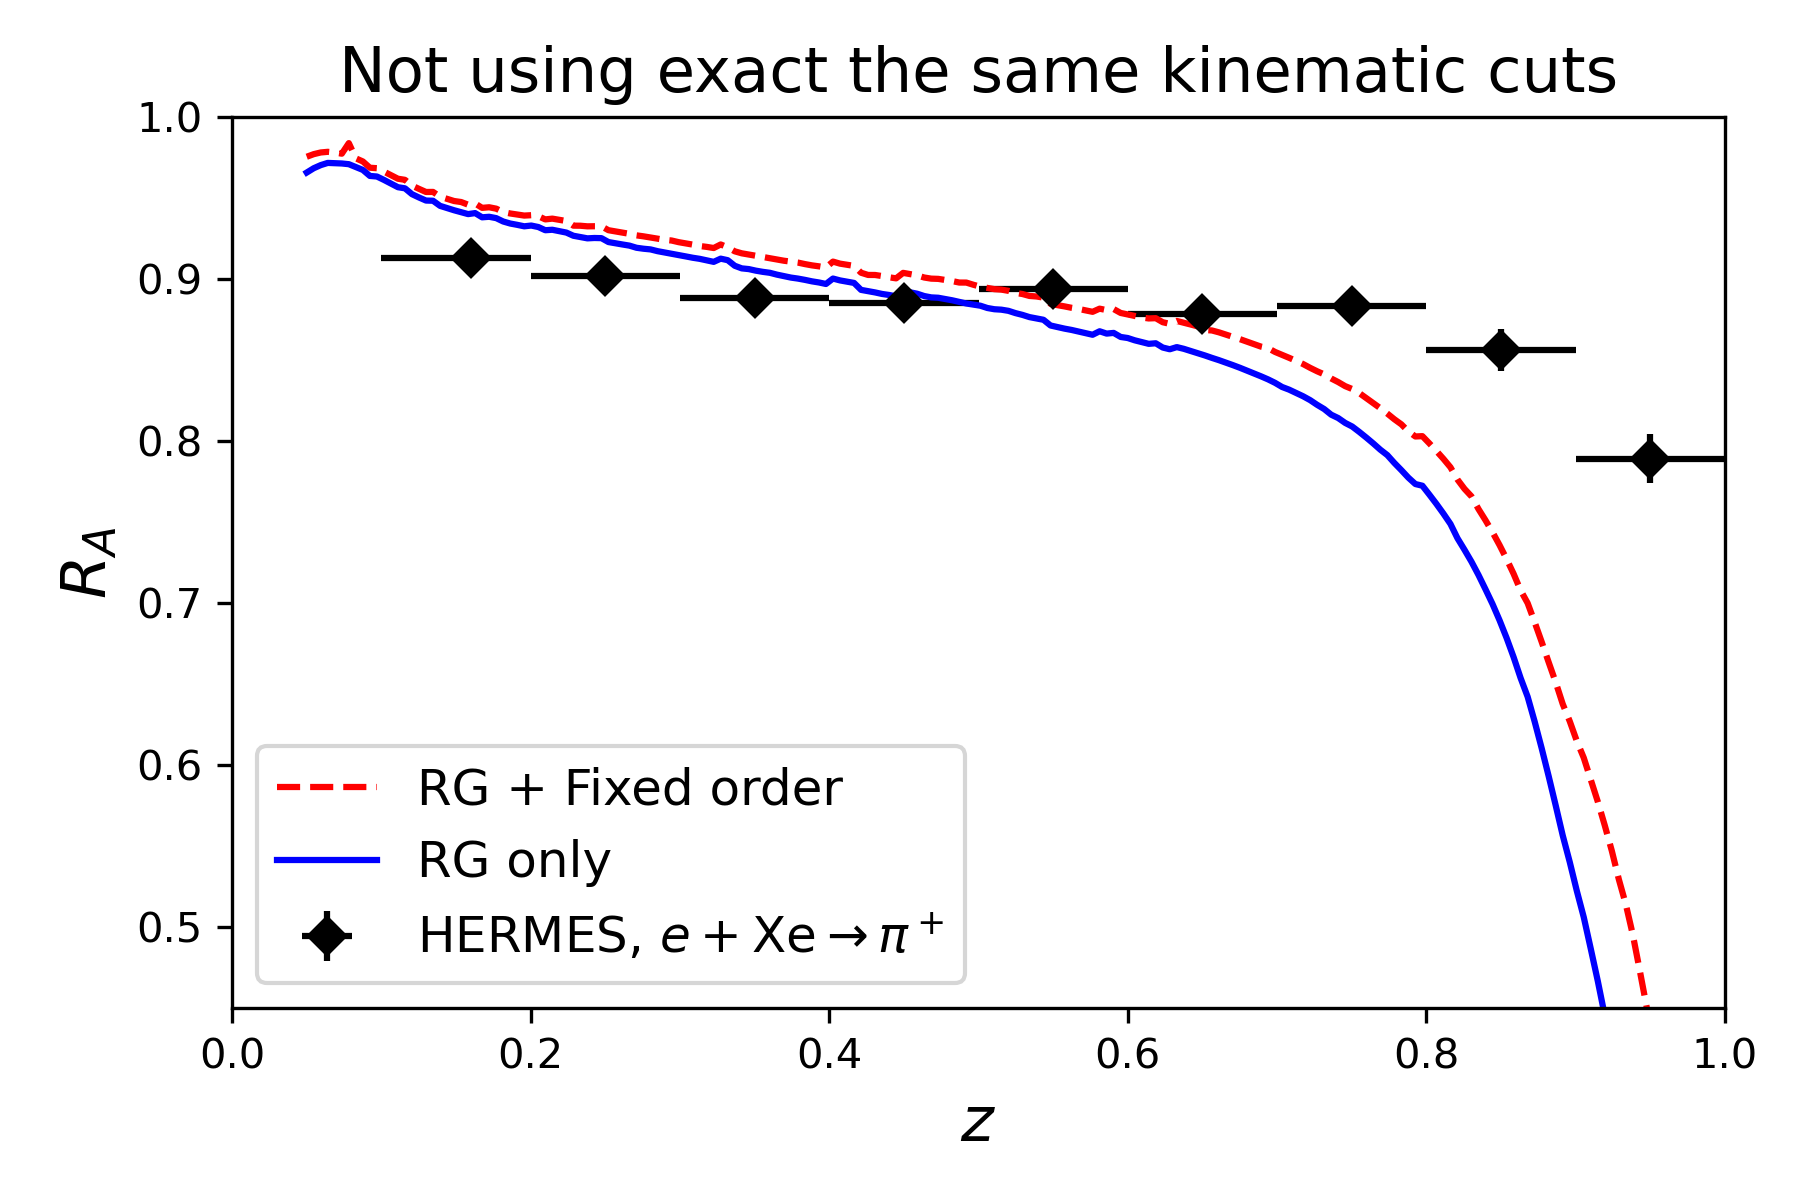 Not using exact the same kinematic cuts
1.0
0.9
0.8
0.7
0.6
0.5
R_A
RG + Fixed order
RG only
HERMES, e + Xe → π⁺
0.0 0.2 0.4 0.6 0.8 1.0
z